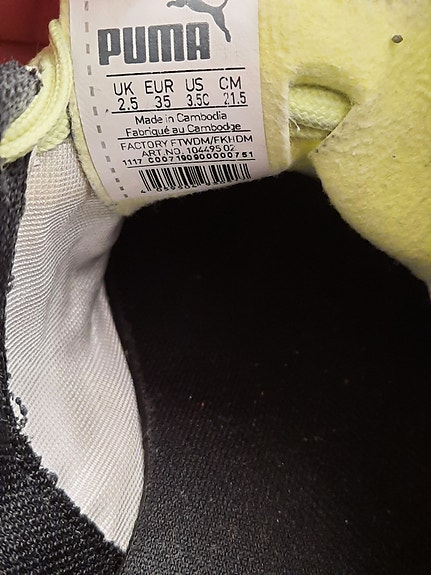 PUMA
UK EUR US CM
2.5 35 3.5C 21.5
Made in Cambodia
Fabriqué au Cambodge
FACTORY FTWDM/FKHDM
ART.NO. 104495 02
1117 C00719090000751